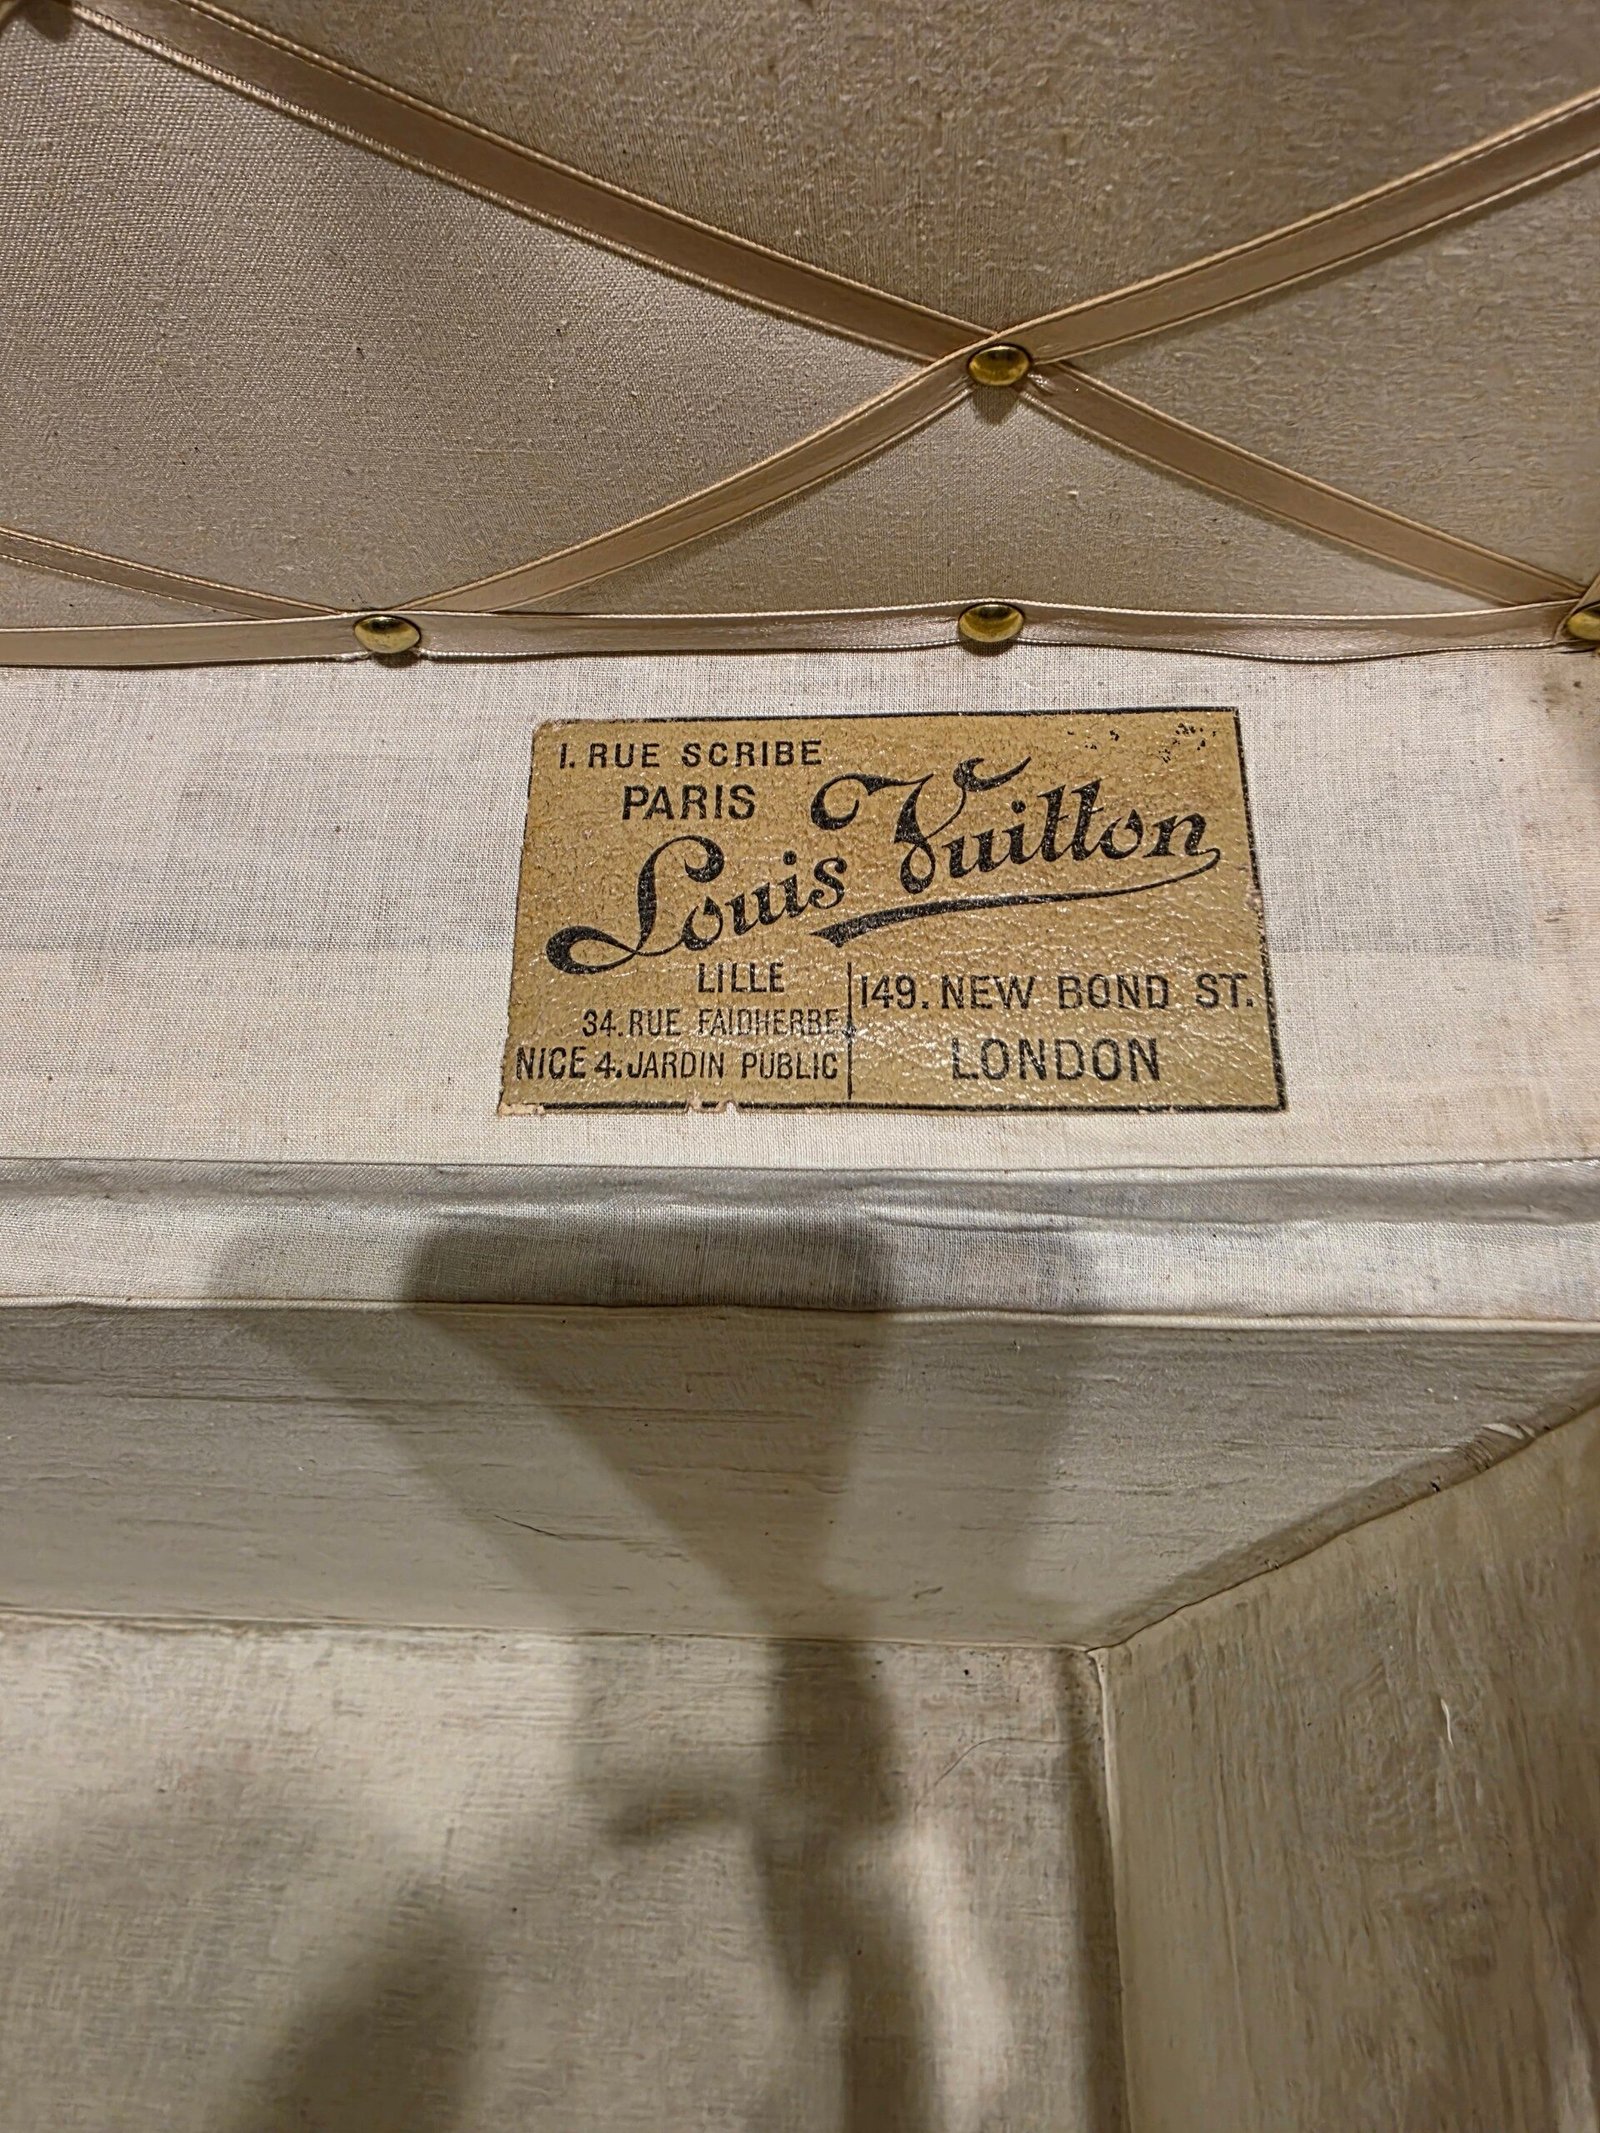 1. RUE SCRIBE
PARIS
Louis Vuitton
LILLE
34. RUE FAIDHERBE.
NICE 4. JARDIN PUBLIC
149. NEW BOND ST.
LONDON